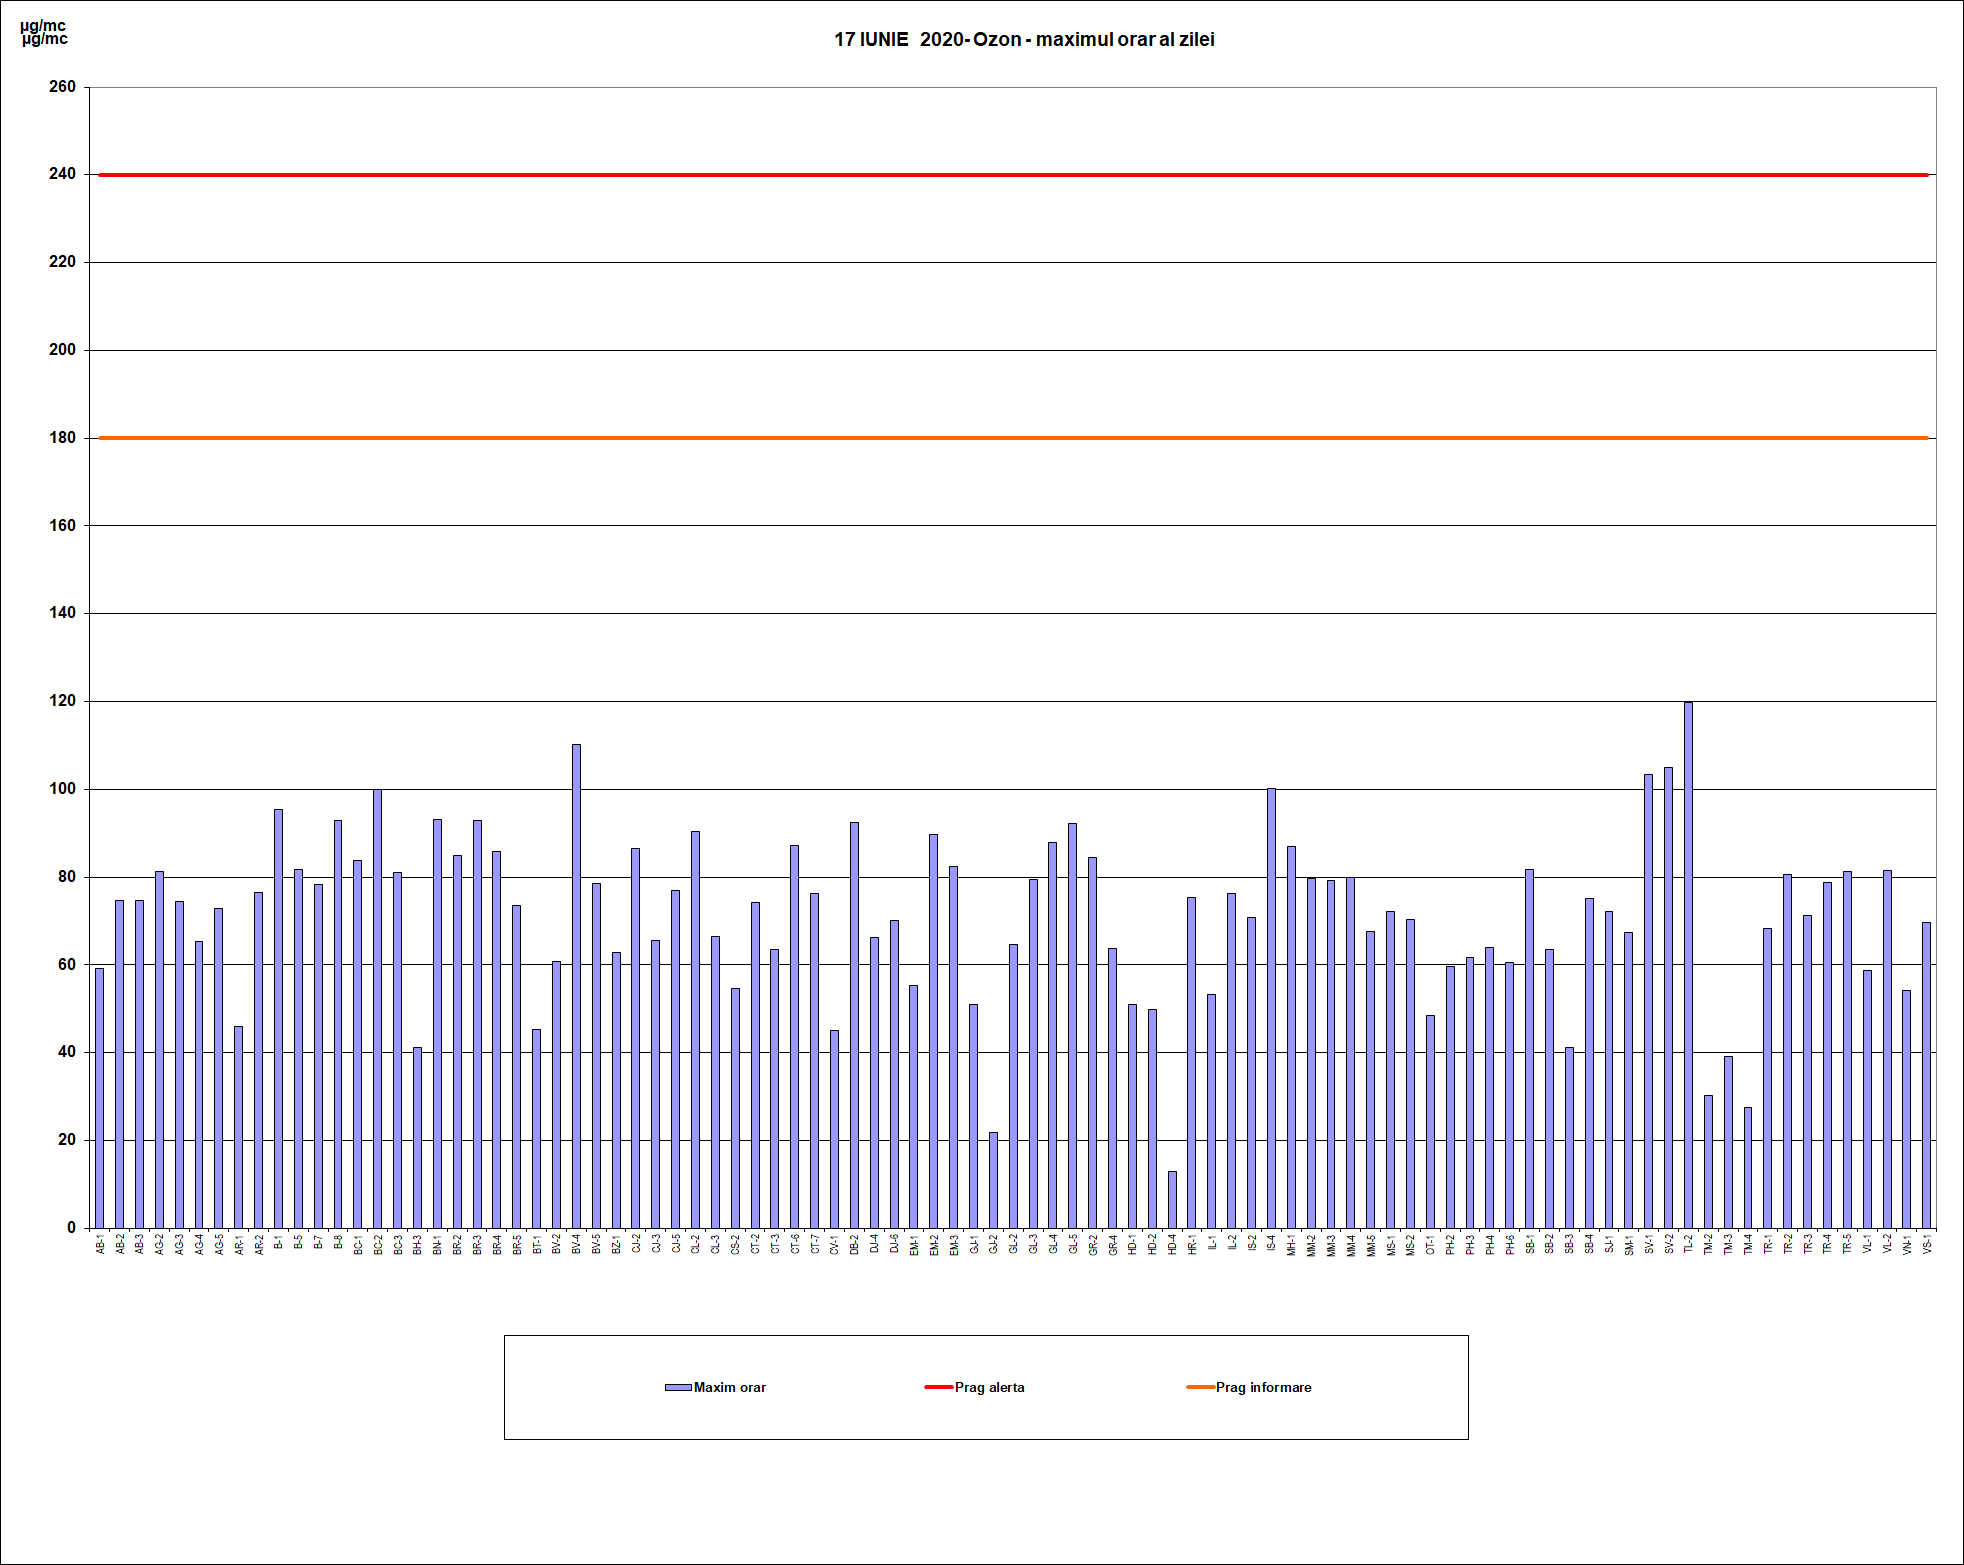 µg/mc
µg/mc
17 IUNIE 2020- Ozon - maximul orar al zilei
260
240
220
200
180
160
140
120
100
80
60
40
20
0
AB-1 AB-2 AB-3 AG-2 AG-3 AG-4 AG-5 AR-1 AR-2 B-1 B-5 B-7 B-8 BC-1 BC-2 BC-3 BH-3 BN-1 BR-2 BR-3 BR-4 BR-5 BT-1 BV-2 BV-4 BV-5 BZ-1 CJ-2 CJ-3 CJ-5 CL-2 CL-3 CS-2 CT-2 CT-3 CT-6 CT-7 CV-1 DB-2 DJ-4 DJ-6 EM-1 EM-2 EM-3 GJ-1 GJ-2 GL-2 GL-3 GL-4 GL-5 GR-2 GR-4 HD-1 HD-2 HD-4 HR-1 IL-1 IL-2 IS-2 IS-4 MH-1 MM-2 MM-3 MM-4 MM-5 MS-1 MS-2 OT-1 PH-2 PH-3 PH-4 PH-6 SB-1 SB-2 SB-3 SB-4 SJ-1 SM-1 SV-1 SV-2 TL-2 TM-2 TM-3 TM-4 TR-1 TR-2 TR-3 TR-4 TR-5 VL-1 VL-2 VN-1 VS-1
Maxim orar Prag alerta Prag informare